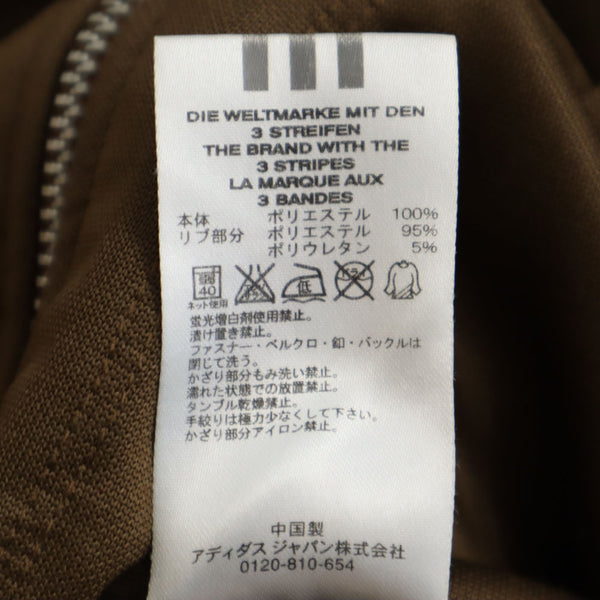 DIE WELTMARKE MIT DEN
3 STREIFEN
THE BRAND WITH THE
3 STRIPES
LA MARQUE AUX
3 BANDES
本体 ポリエステル 100%
リブ部分 ポリエステル 95%
ポリウレタン 5%
40 低
ネット使用
蛍光増白剤使用禁止。
漬け置き禁止。
ファスナー・ベルクロ・釦・バックルは
閉じて洗う。
かざり部分もみ洗い禁止。
濡れた状態での放置禁止。
タンブル乾燥禁止。
手絞りは極力少なくして下さい。
かざり部分アイロン禁止。
中国製
アディダス ジャパン株式会社
0120-810-654